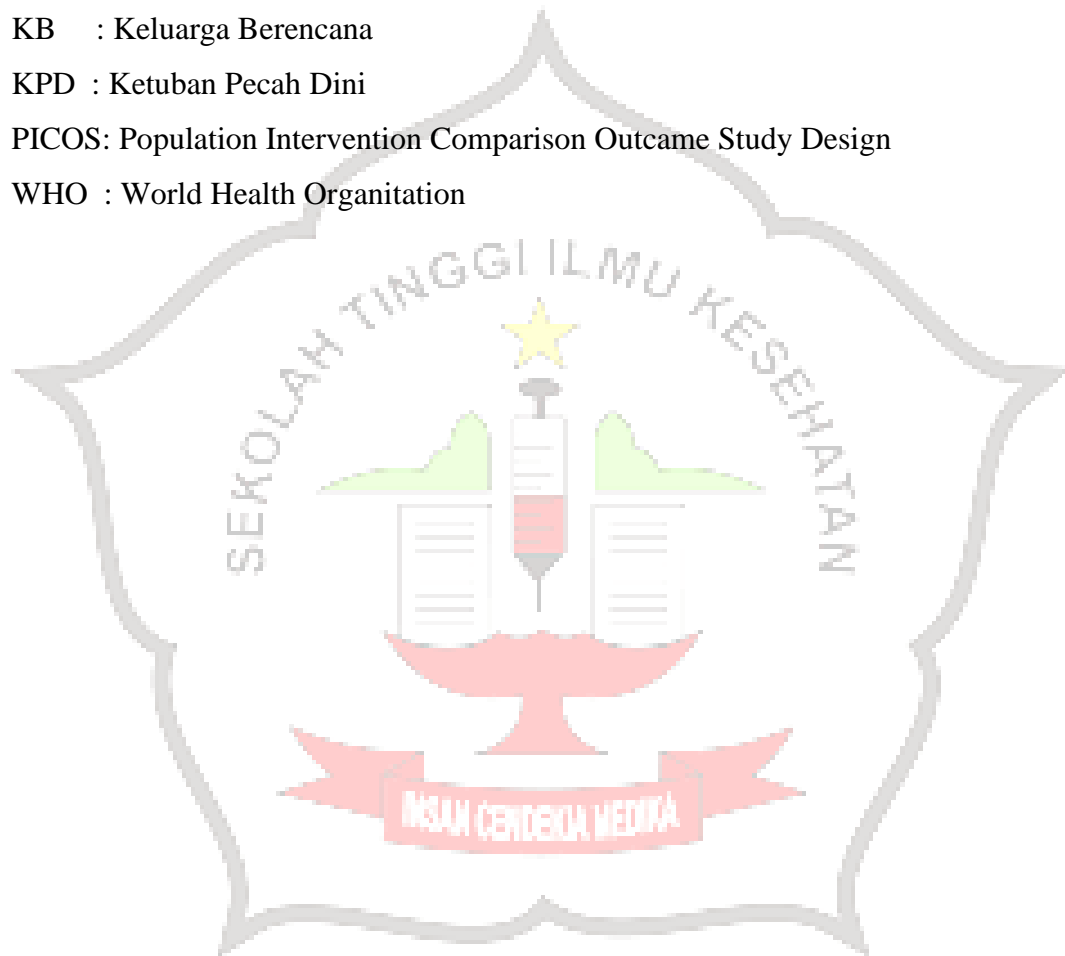 KB : Keluarga Berencana
KPD : Ketuban Pecah Dini
PICOS: Population Intervention Comparison Outcame Study Design
WHO : World Health Organitation
SEKOLAH TINGGI ILMU KESEHATAN
INSAN CENDEKIA MEDIKA